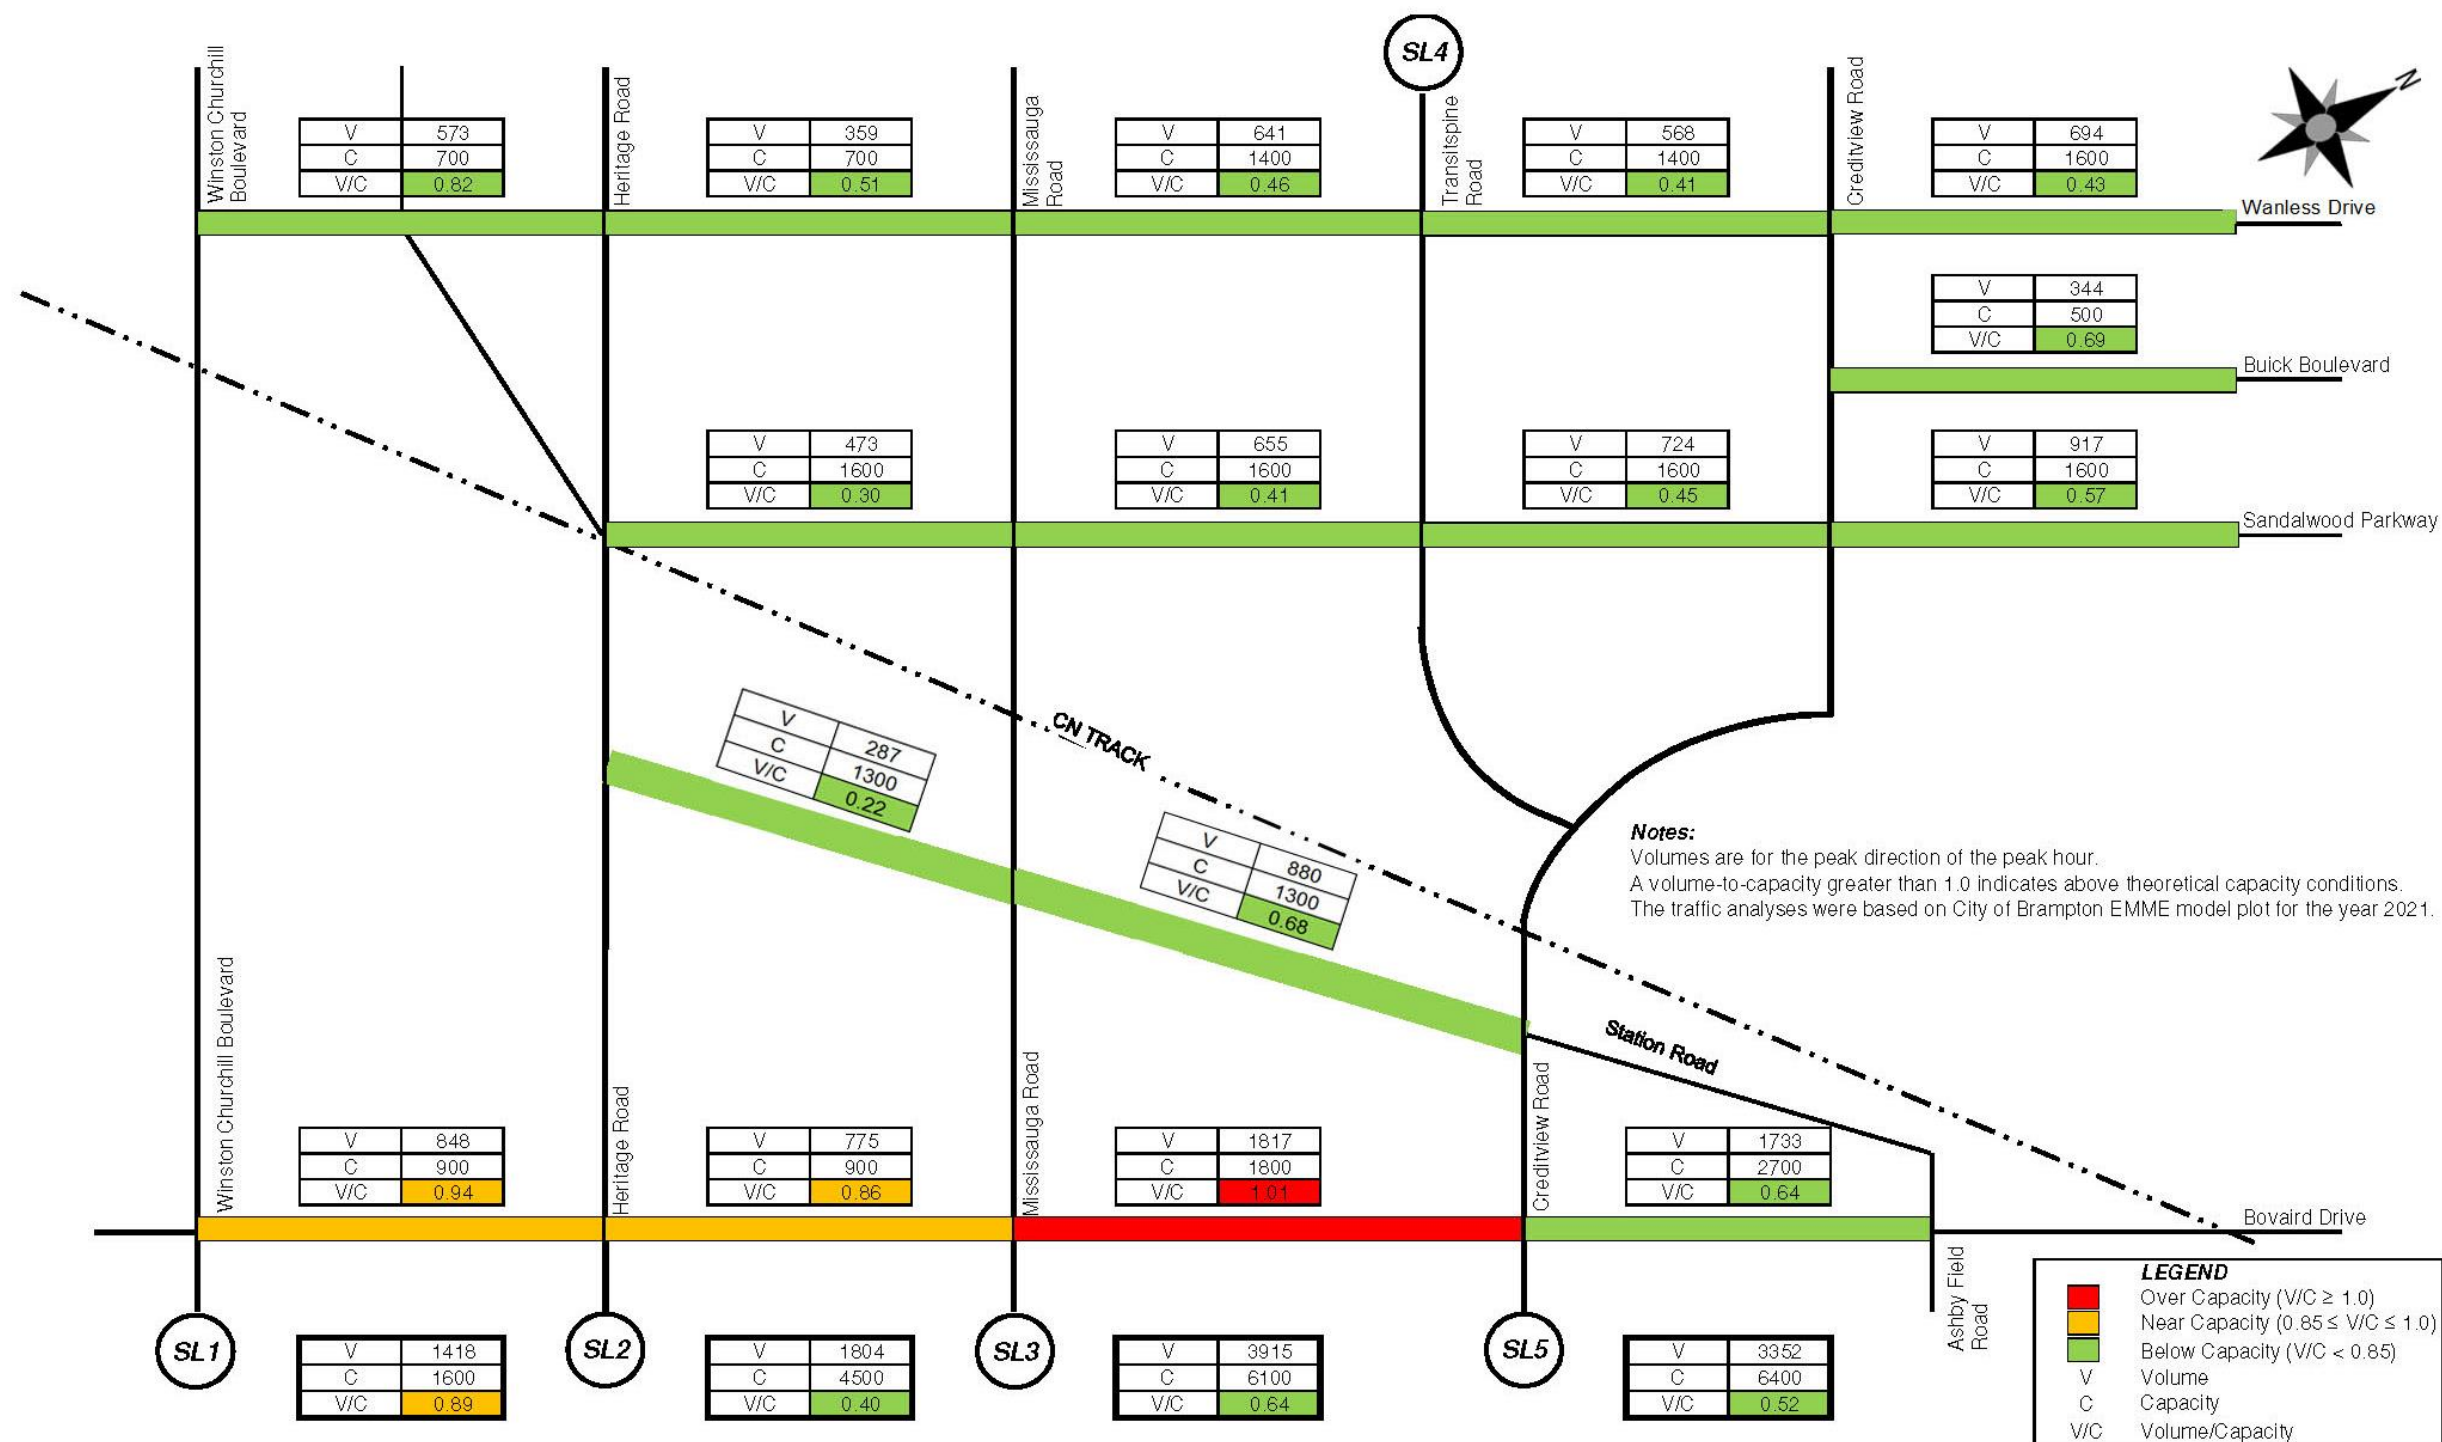 SL4
Winston Churchill
Boulevard
Heritage Road
Mississauga
Road
Transitspine
Road
Creditview Road
N
V 573
C 700
V/C 0.82
V 359
C 700
V/C 0.51
V 641
C 1400
V/C 0.46
V 568
C 1400
V/C 0.41
V 694
C 1600
V/C 0.43
Wanless Drive
V 344
C 500
V/C 0.69
Buick Boulevard
V 473
C 1600
V/C 0.30
V 655
C 1600
V/C 0.41
V 724
C 1600
V/C 0.45
V 917
C 1600
V/C 0.57
Sandalwood Parkway
CN TRACK
V 287
C 1300
V/C 0.22
V 880
C 1300
V/C 0.68
Notes:
Volumes are for the peak direction of the peak hour.
A volume-to-capacity greater than 1.0 indicates above theoretical capacity conditions.
The traffic analyses were based on City of Brampton EMME model plot for the year 2021.
Station Road
Winston Churchill Boulevard
Heritage Road
Mississauga Road
Creditview Road
V 848
C 900
V/C 0.94
V 775
C 900
V/C 0.86
V 1817
C 1800
V/C 1.01
V 1733
C 2700
V/C 0.64
Bovaird Drive
Ashby Field
Road
SL1
SL2
SL3
SL5
V 1418
C 1600
V/C 0.89
V 1804
C 4500
V/C 0.40
V 3915
C 6100
V/C 0.64
V 3352
C 6400
V/C 0.52
LEGEND
Over Capacity (V/C ≥ 1.0)
Near Capacity (0.85 ≤ V/C ≤ 1.0)
Below Capacity (V/C < 0.85)
V Volume
C Capacity
V/C Volume/Capacity